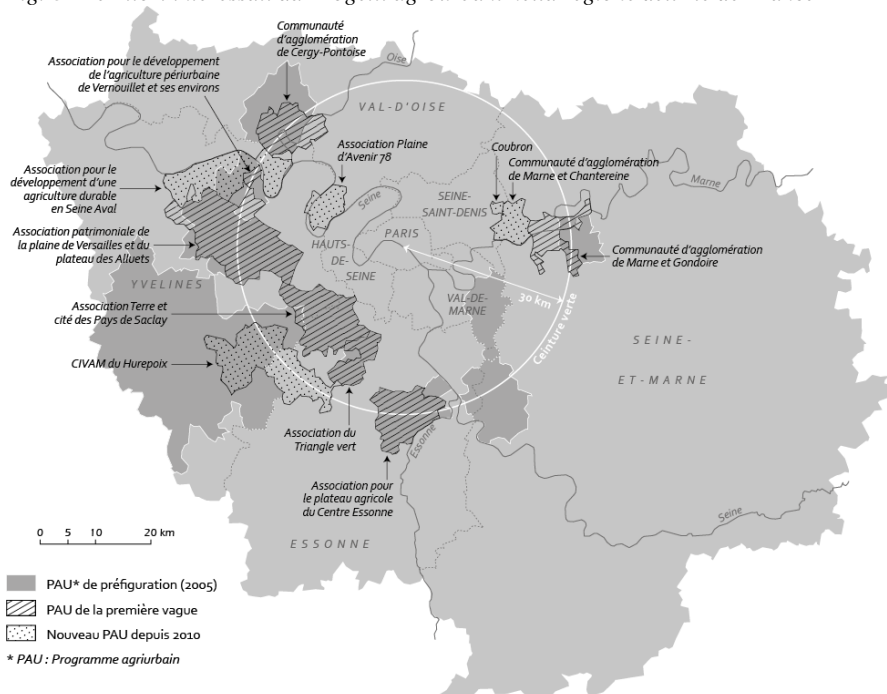 Communauté
d'agglomération
de Cergy-Pontoise
Association pour le développement
de l'agriculture périurbaine
de Vernouillet et ses environs
Oise
VAL-D'OISE
Association Plaine
d'Avenir 78
Coubron
Communauté d'agglomération
de Marne et Chantereine
Marne
Association pour le
développement d'une
agriculture durable
en Seine Aval
Seine
SEINE-
SAINT-DENIS
PARIS
Association patrimoniale de
la plaine de Versailles et du
plateau des Alluets
HAUTS-
DE-
SEINE
Communauté d'agglomération
de Marne et Gondoire
YVELINES
VAL-DE-
MARNE
30 km
Ceinture verte
Association Terre et
cité des Pays de Saclay
SEINE-
ET-MARNE
CIVAM du Hurepoix
Association du
Triangle vert
Essonne
Association pour
le plateau agricole
du Centre Essonne
Seine
ESSONNE
0 5 10 20 km
PAU* de préfiguration (2005)
PAU de la première vague
Nouveau PAU depuis 2010
* PAU : Programme agriurbain